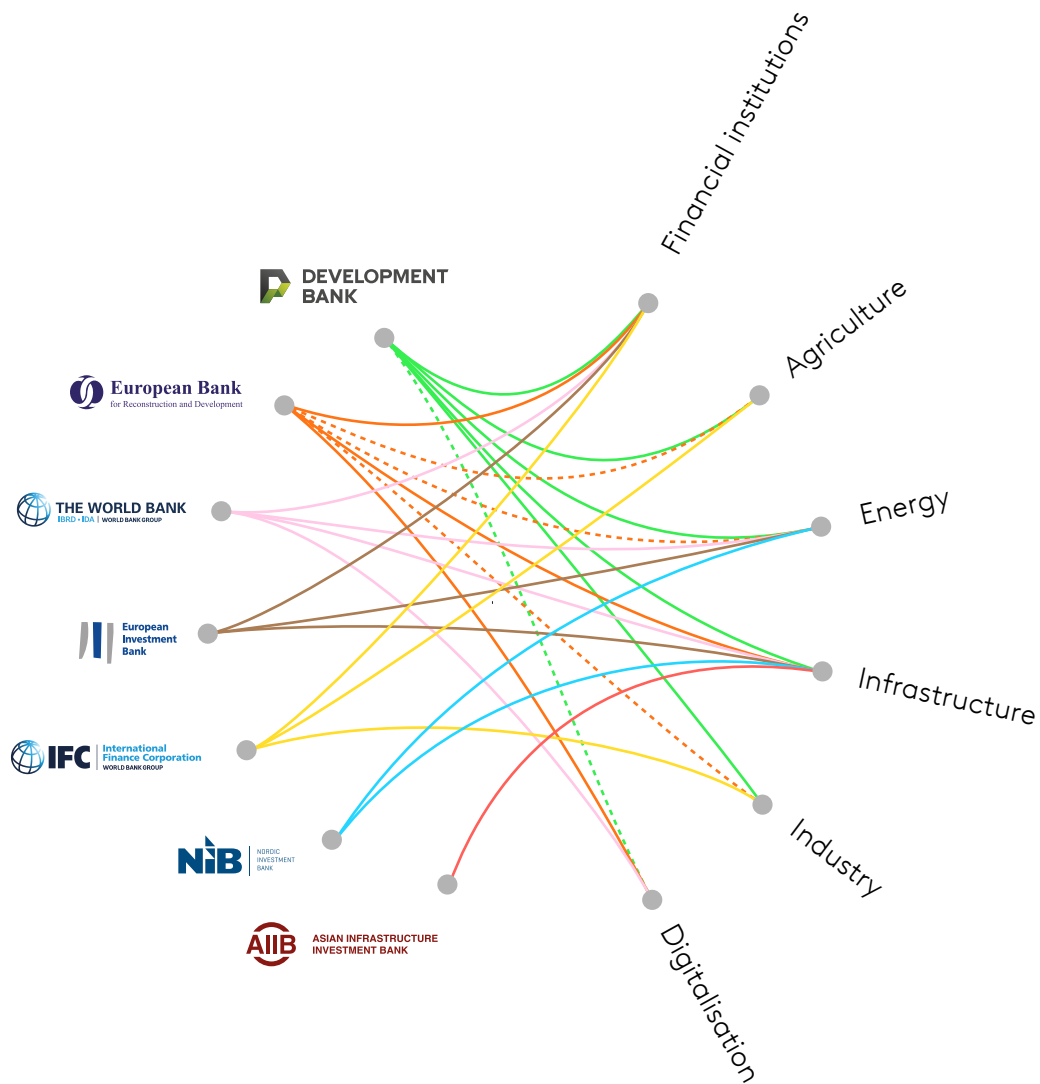 Financial institutions
Agriculture
DEVELOPMENT
BANK
European Bank
for Reconstruction and Development
Energy
THE WORLD BANK
IBRD • IDA | WORLD BANK GROUP
European
Investment
Bank
Infrastructure
IFC
International
Finance Corporation
WORLD BANK GROUP
Industry
NIB
NORDIC
INVESTMENT
BANK
AIIB
ASIAN INFRASTRUCTURE
INVESTMENT BANK
Digitalisation